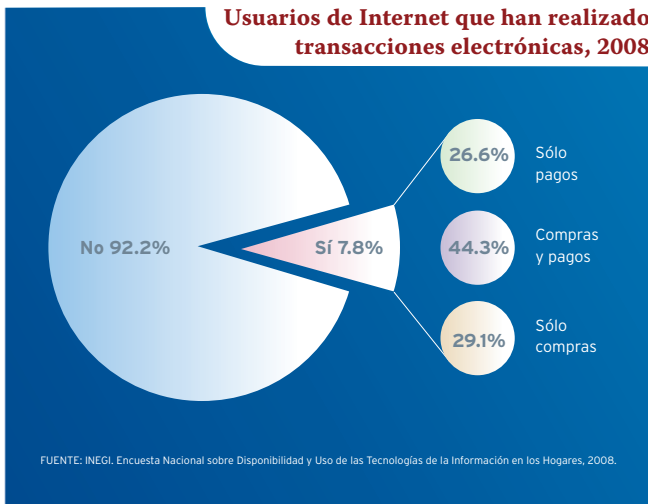 Usuarios de Internet que han realizado
transacciones electrónicas, 2008
No 92.2%
Sí 7.8%
26.6%
Sólo
pagos
44.3%
Compras
y pagos
29.1%
Sólo
compras
FUENTE: INEGI. Encuesta Nacional sobre Disponibilidad y Uso de las Tecnologías de la Información en los Hogares, 2008.